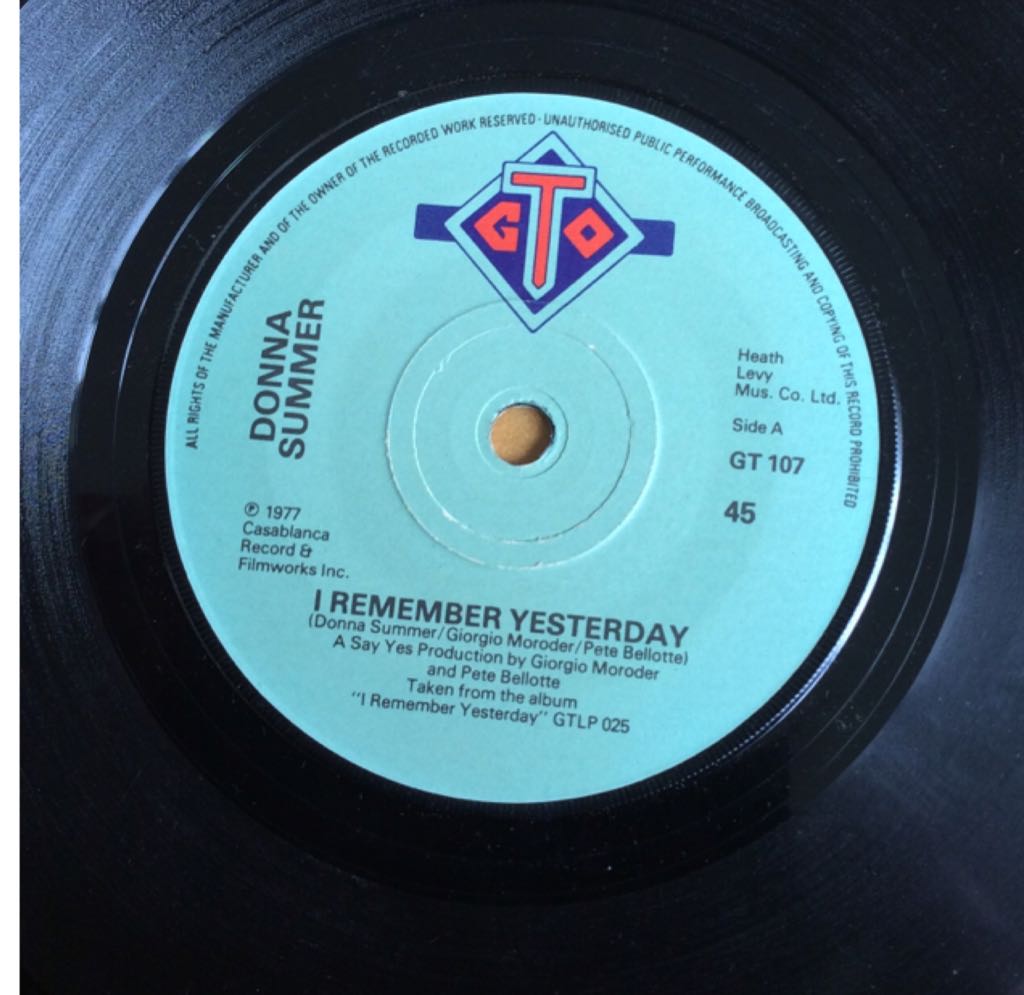 ALL RIGHTS OF THE MANUFACTURER AND OF THE OWNER OF THE RECORDED WORK RESERVED · UNAUTHORISED PUBLIC PERFORMANCE BROADCASTING AND COPYING OF THIS RECORD PROHIBITED
GTO
DONNA
SUMMER
Heath
Levy
Mus. Co. Ltd.
Side A
GT 107
45
℗ 1977
Casablanca
Record &
Filmworks Inc.
I REMEMBER YESTERDAY
(Donna Summer/Giorgio Moroder/Pete Bellotte)
A Say Yes Production by Giorgio Moroder
and Pete Bellotte
Taken from the album
"I Remember Yesterday" GTLP 025